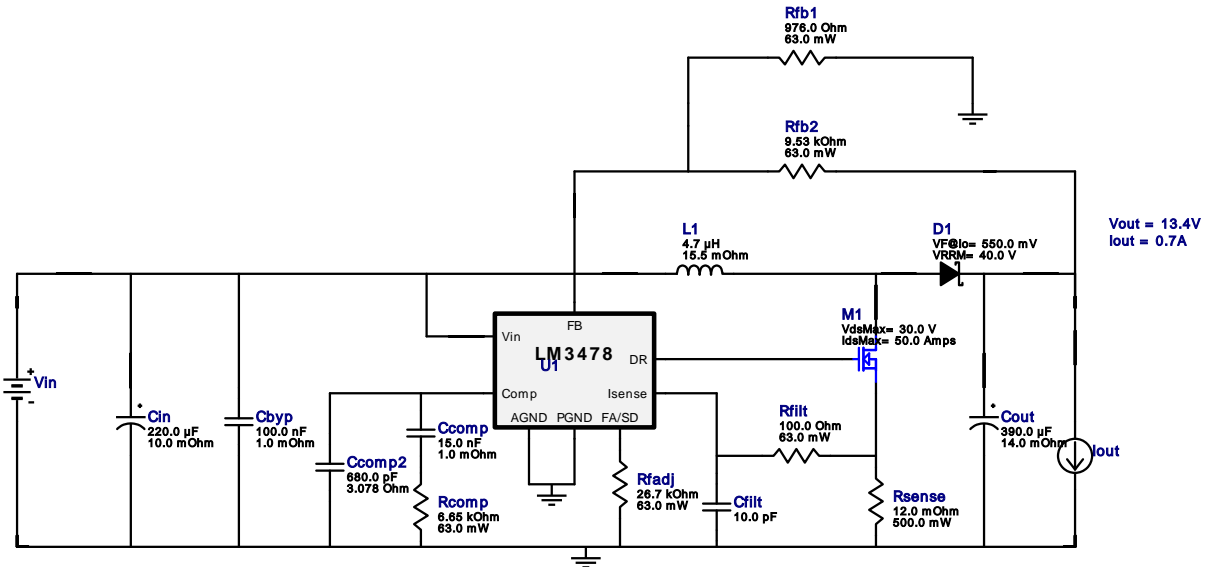 Rfb1
976.0 Ohm
63.0 mW
Rfb2
9.53 kOhm
63.0 mW
Vout = 13.4V
Iout = 0.7A
L1
4.7 µH
15.5 mOhm
D1
VF@Io= 550.0 mV
VRRM= 40.0 V
M1
VdsMax= 30.0 V
IdsMax= 50.0 Amps
FB
Vin
LM3478
U1
DR
Comp
Isense
AGND PGND FA/SD
+
Vin
-
+
Cin
220.0 µF
10.0 mOhm
Cbyp
100.0 nF
1.0 mOhm
Ccomp
15.0 nF
1.0 mOhm
Ccomp2
680.0 pF
3.078 Ohm
Rcomp
6.65 kOhm
63.0 mW
Rfadj
26.7 kOhm
63.0 mW
Rfilt
100.0 Ohm
63.0 mW
Cfilt
10.0 pF
Rsense
12.0 mOhm
500.0 mW
+
Cout
390.0 µF
14.0 mOhm
Iout